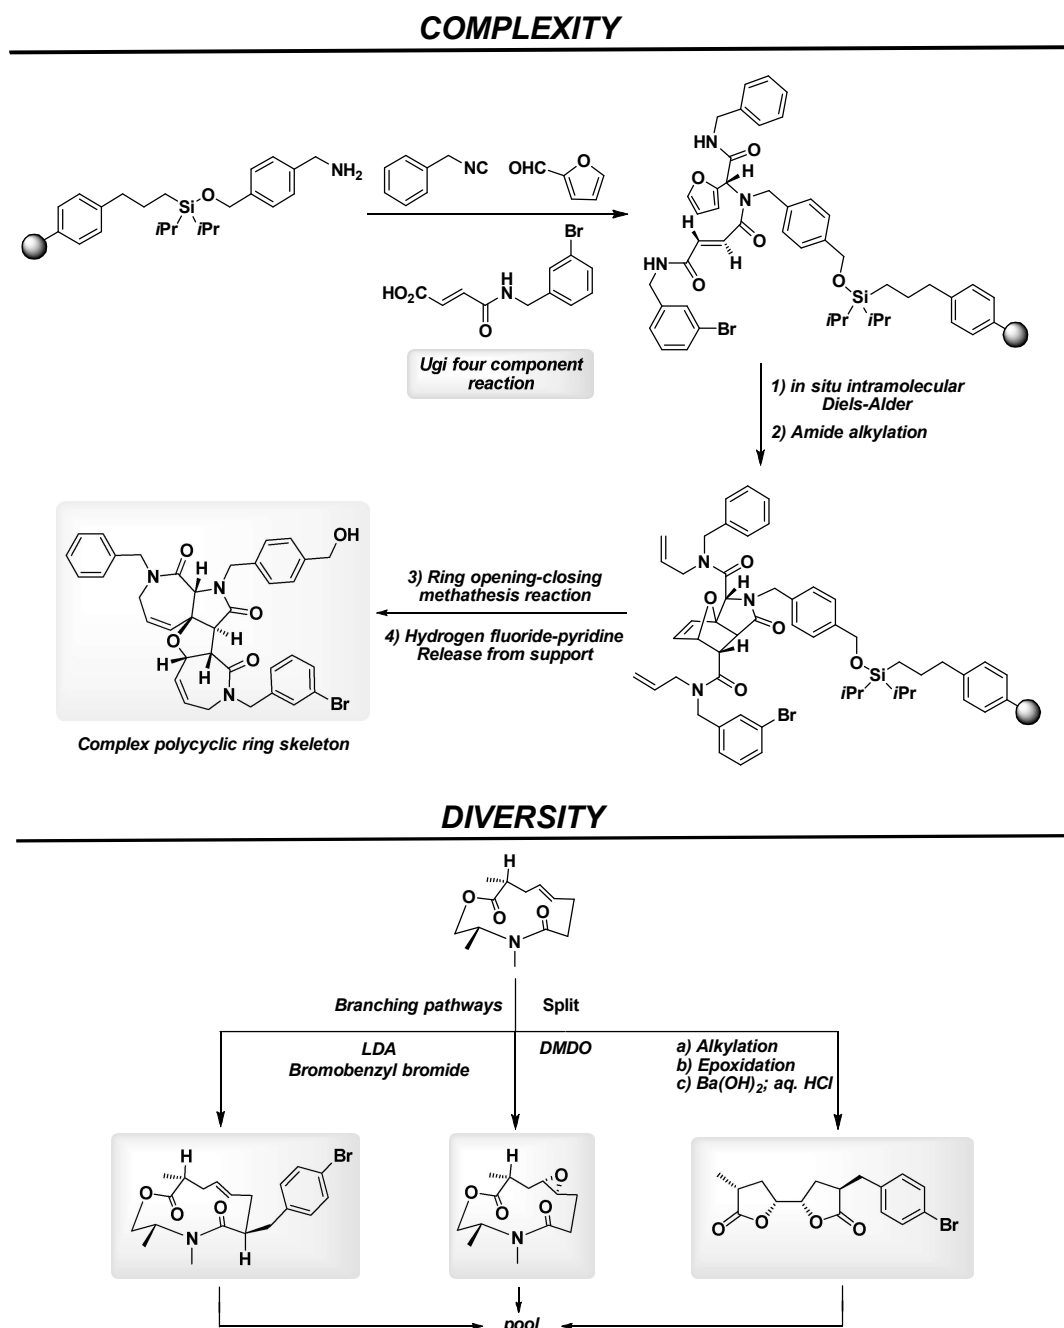 COMPLEXITY
NH2
Si
O
iPr
iPr
NC
OHC
O
Br
HO2C
H
N
O
Ugi four component
reaction
HN
O
O
H
N
H
O
H
HN
O
Br
O
Si
iPr
iPr
1) in situ intramolecular
Diels-Alder
2) Amide alkylation
N
O
O
H
N
O
H
N
O
Br
O
Si
iPr
iPr
3) Ring opening-closing
methathesis reaction
4) Hydrogen fluoride-pyridine
Release from support
OH
O
H
N
N
O
O
H
H
H
O
N
Br
Complex polycyclic ring skeleton
DIVERSITY
H
O
O
O
N
Branching pathways
Split
LDA
Bromobenzyl bromide
DMDO
a) Alkylation
b) Epoxidation
c) Ba(OH)2; aq. HCl
H
Br
O
O
O
N
H
H
O
O
O
O
N
O
O
O
O
Br
pool